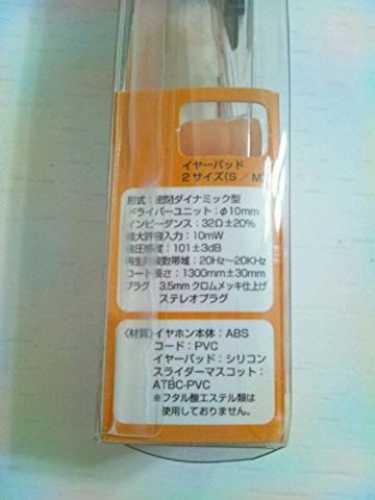 イヤーパッド
2サイズ(S/M)
形式:密閉ダイナミック型
ドライバーユニット:φ10mm
インピーダンス:32Ω±20%
最大許容入力:10mW
音圧感度:101±3dB
再生周波数帯域:20Hz～20KHz
コード長さ:1300mm±30mm
プラグ 3.5mmクロムメッキ仕上げ
ステレオプラグ
〈材質〉イヤホン本体:ABS
コード:PVC
イヤーパッド:シリコン
スライダーマスコット:
ATBC-PVC
※フタル酸エステル類は
使用しておりません。